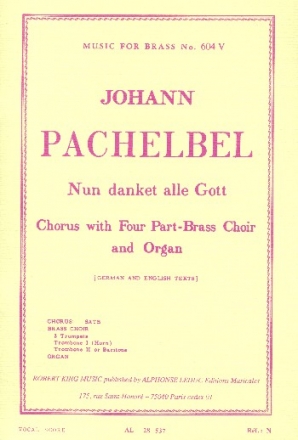 MUSIC FOR BRASS No. 604 V
JOHANN
PACHELBEL
Nun danket alle Gott
Chorus with Four Part-Brass Choir
and Organ
[GERMAN AND ENGLISH TEXTS]
CHORUS SATB
BRASS CHOIR
2 Trumpets
Trombone I (Horn)
Trombone II or Baritone
ORGAN
ROBERT KING MUSIC published by ALPHONSE LEDUC, Editions Musicales
175, rue Saint-Honoré - 75040 Paris cedex 01
VOCAL SCORE
AL